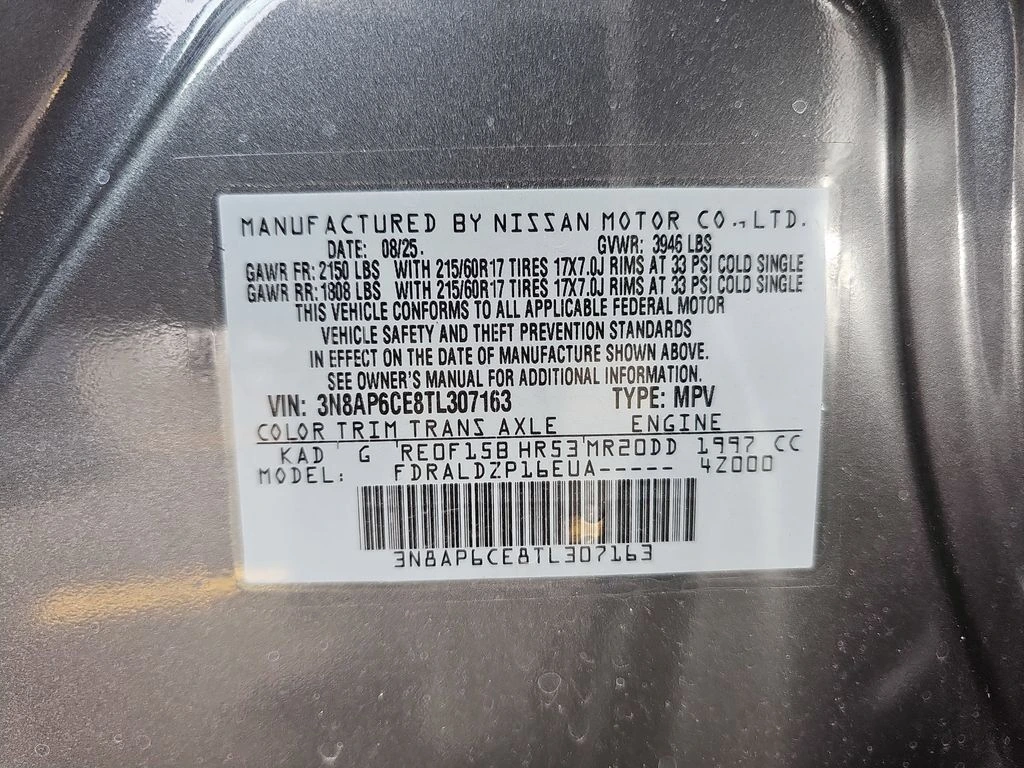 MANUFACTURED BY NISSAN MOTOR CO.,LTD.
DATE: 08/25. GVWR: 3946 LBS
GAWR FR: 2150 LBS WITH 215/60R17 TIRES 17X7.0J RIMS AT 33 PSI COLD SINGLE
GAWR RR: 1808 LBS WITH 215/60R17 TIRES 17X7.0J RIMS AT 33 PSI COLD SINGLE
THIS VEHICLE CONFORMS TO ALL APPLICABLE FEDERAL MOTOR
VEHICLE SAFETY AND THEFT PREVENTION STANDARDS
IN EFFECT ON THE DATE OF MANUFACTURE SHOWN ABOVE.
SEE OWNER'S MANUAL FOR ADDITIONAL INFORMATION.
VIN: 3N8AP6CE8TL307163 TYPE: MPV
COLOR TRIM TRANS AXLE ENGINE
KAD G RE0F15B HR53 MR20DD 1997 CC
MODEL: FDRALDZP16EUA----- 4Z000
3N8AP6CE8TL307163